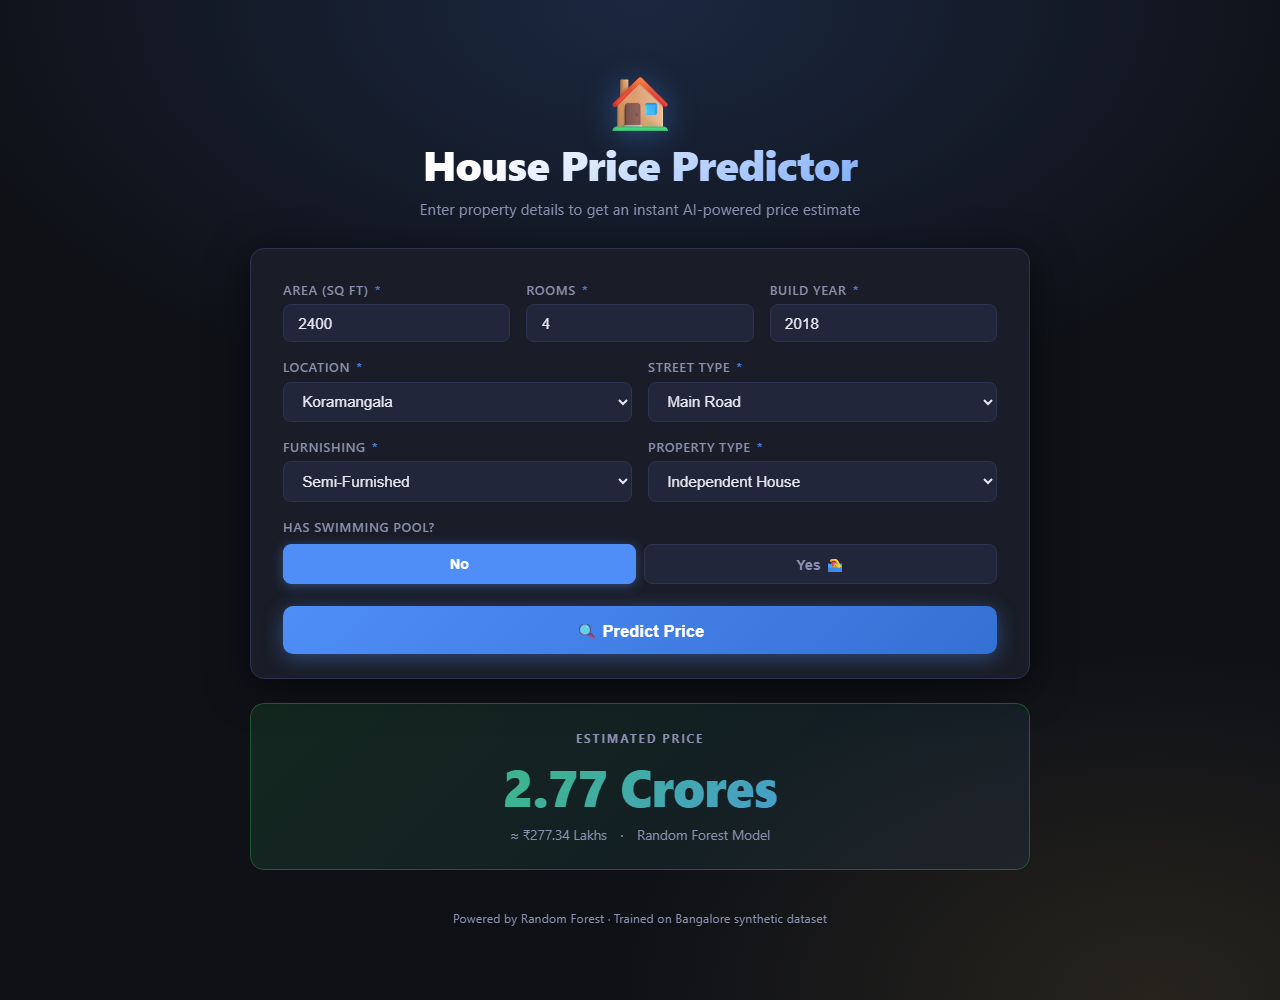 House Price Predictor
Enter property details to get an instant AI-powered price estimate
AREA (SQ FT) * ROOMS * BUILD YEAR *
2400 4 2018
LOCATION * STREET TYPE *
Koramangala Main Road
FURNISHING * PROPERTY TYPE *
Semi-Furnished Independent House
HAS SWIMMING POOL?
No Yes 🏊
🔍 Predict Price
ESTIMATED PRICE
2.77 Crores
≈ ₹277.34 Lakhs · Random Forest Model
Powered by Random Forest · Trained on Bangalore synthetic dataset